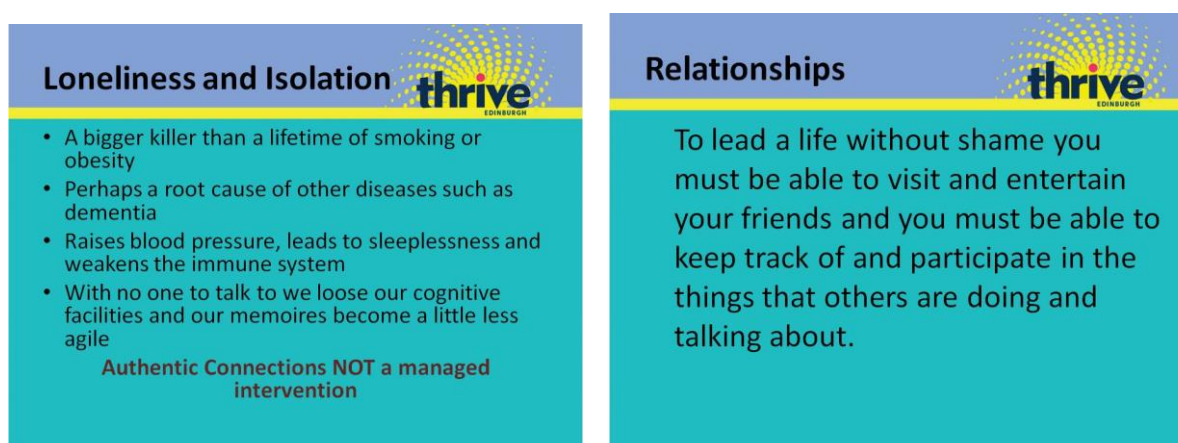 Loneliness and Isolation
thrive
EDINBURGH
• A bigger killer than a lifetime of smoking or
obesity
• Perhaps a root cause of other diseases such as
dementia
• Raises blood pressure, leads to sleeplessness and
weakens the immune system
• With no one to talk to we loose our cognitive
facilities and our memoires become a little less
agile
Authentic Connections NOT a managed
intervention
Relationships
thrive
EDINBURGH
To lead a life without shame you
must be able to visit and entertain
your friends and you must be able to
keep track of and participate in the
things that others are doing and
talking about.